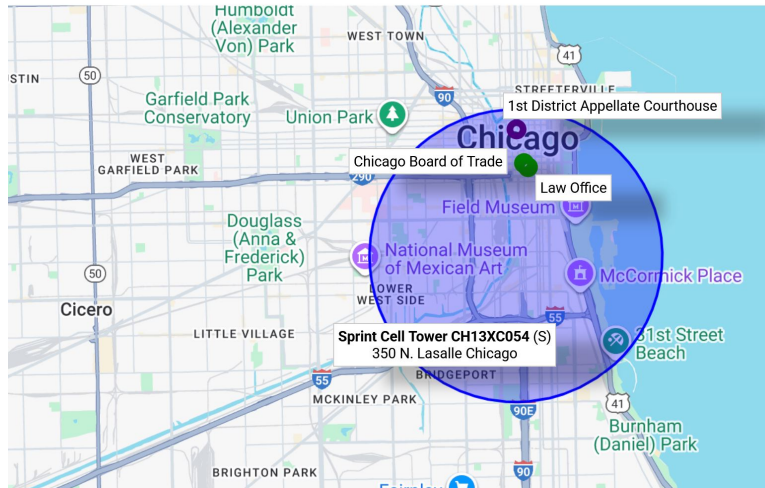 Humboldt
(Alexander
Von) Park
WEST TOWN
41
STIN
50
90
STREETERVILLE
1st District Appellate Courthouse
Garfield Park
Conservatory
Union Park
Chicago
WEST
GARFIELD PARK
Chicago Board of Trade
290
Law Office
Field Museum
Douglass
(Anna &
Frederick)
Park
National Museum
of Mexican Art
50
McCormick Place
LOWER
WEST SIDE
Cicero
55
LITTLE VILLAGE
Sprint Cell Tower CH13XC054 (S)
350 N. Lasalle Chicago
31st Street
Beach
55
BRIDGEPORT
MCKINLEY PARK
90E
41
Burnham
(Daniel) Park
BRIGHTON PARK
90